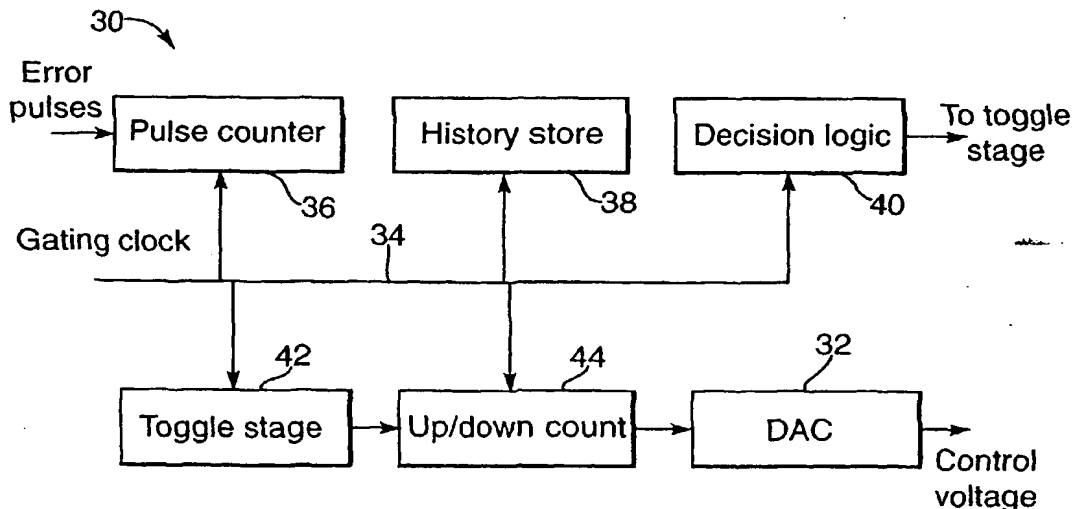 30
Error
pulses
Pulse counter
History store
Decision logic
To toggle
stage
36
38
40
Gating clock
34
42
44
32
Toggle stage
Up/down count
DAC
Control
voltage